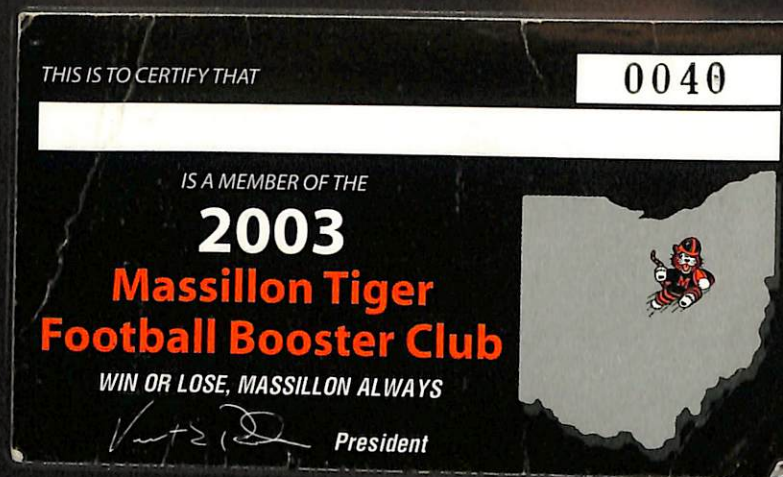 THIS IS TO CERTIFY THAT
0040
IS A MEMBER OF THE
2003
Massillon Tiger
Football Booster Club
WIN OR LOSE, MASSILLON ALWAYS
President